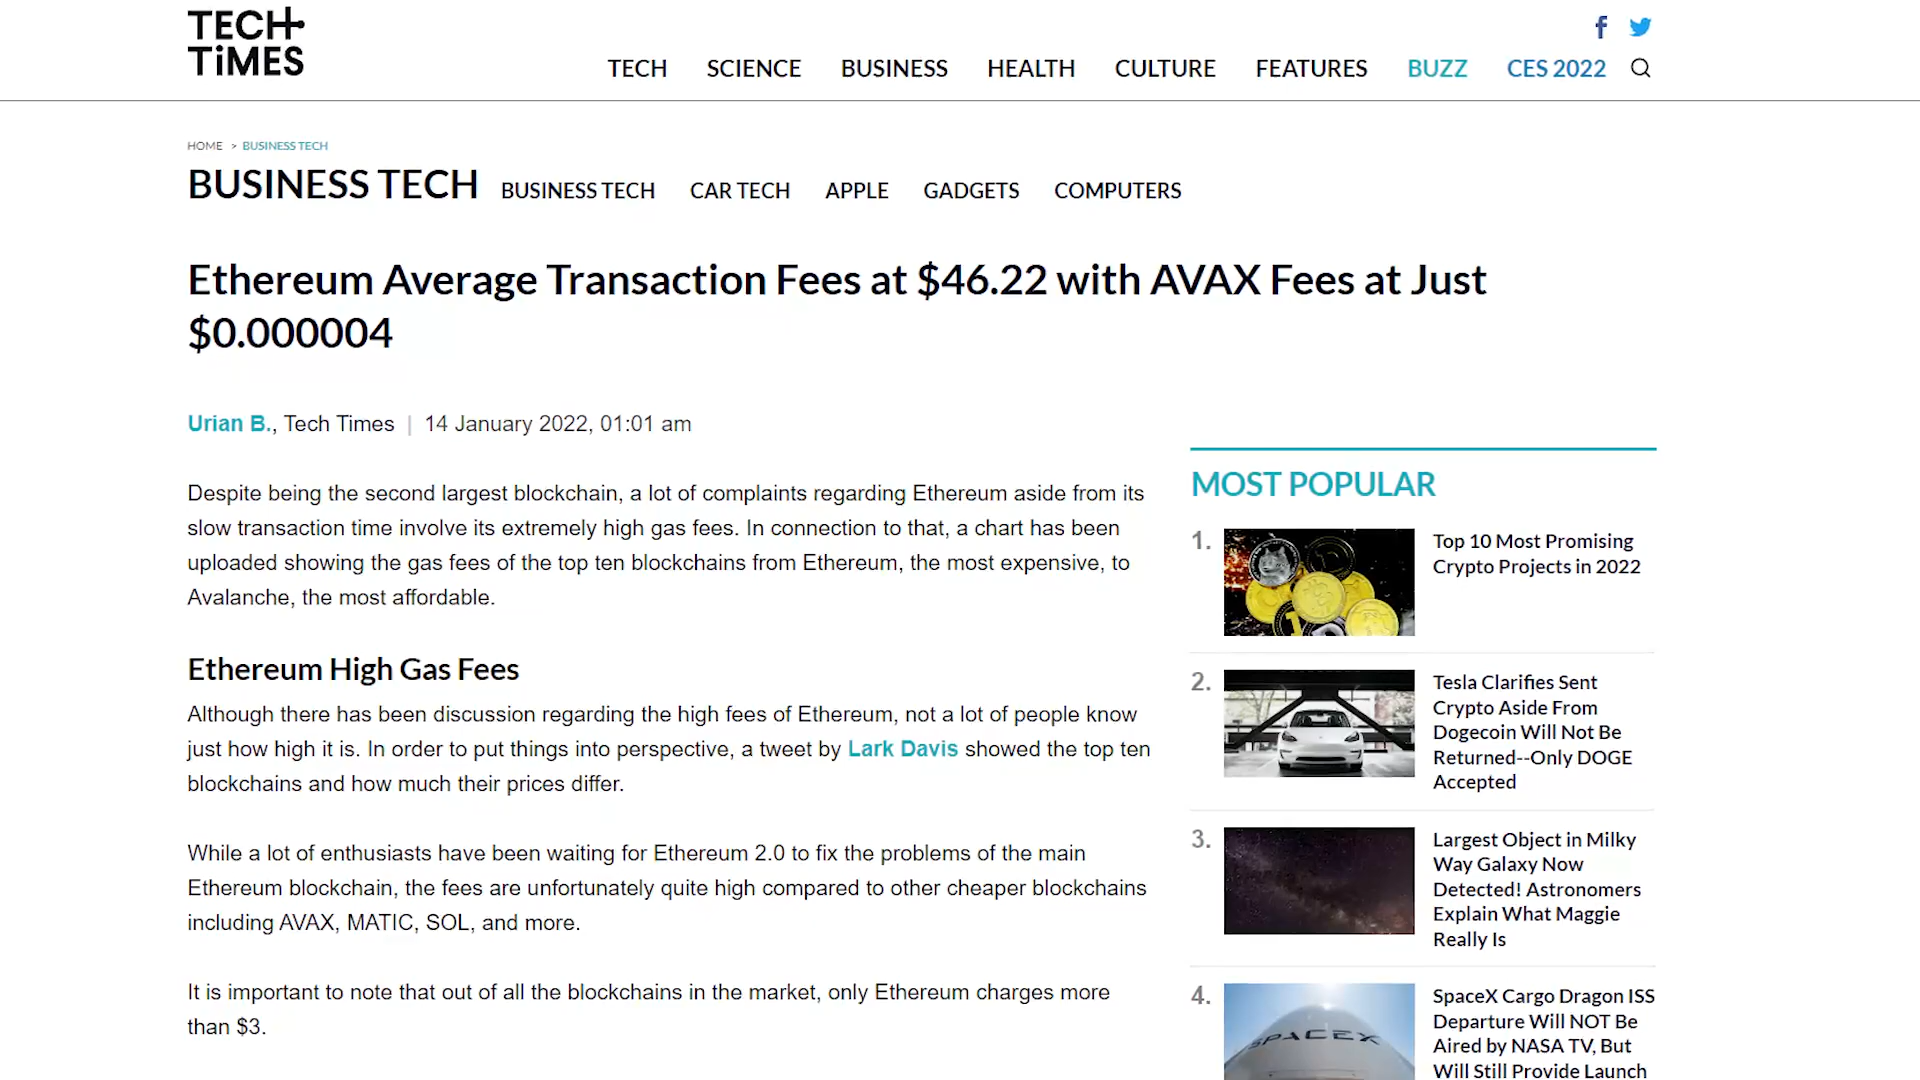 TECH
TiMES
TECH SCIENCE BUSINESS HEALTH CULTURE FEATURES BUZZ CES 2022
HOME > BUSINESS TECH
BUSINESS TECH BUSINESS TECH CAR TECH APPLE GADGETS COMPUTERS
Ethereum Average Transaction Fees at $46.22 with AVAX Fees at Just
$0.000004
Urian B., Tech Times | 14 January 2022, 01:01 am
Despite being the second largest blockchain, a lot of complaints regarding Ethereum aside from its
slow transaction time involve its extremely high gas fees. In connection to that, a chart has been
uploaded showing the gas fees of the top ten blockchains from Ethereum, the most expensive, to
Avalanche, the most affordable.
Ethereum High Gas Fees
Although there has been discussion regarding the high fees of Ethereum, not a lot of people know
just how high it is. In order to put things into perspective, a tweet by Lark Davis showed the top ten
blockchains and how much their prices differ.
While a lot of enthusiasts have been waiting for Ethereum 2.0 to fix the problems of the main
Ethereum blockchain, the fees are unfortunately quite high compared to other cheaper blockchains
including AVAX, MATIC, SOL, and more.
It is important to note that out of all the blockchains in the market, only Ethereum charges more
than $3.
MOST POPULAR
1.
Top 10 Most Promising
Crypto Projects in 2022
2.
Tesla Clarifies Sent
Crypto Aside From
Dogecoin Will Not Be
Returned--Only DOGE
Accepted
3.
Largest Object in Milky
Way Galaxy Now
Detected! Astronomers
Explain What Maggie
Really Is
4.
SPACEX
SpaceX Cargo Dragon ISS
Departure Will NOT Be
Aired by NASA TV, But
Will Still Provide Launch